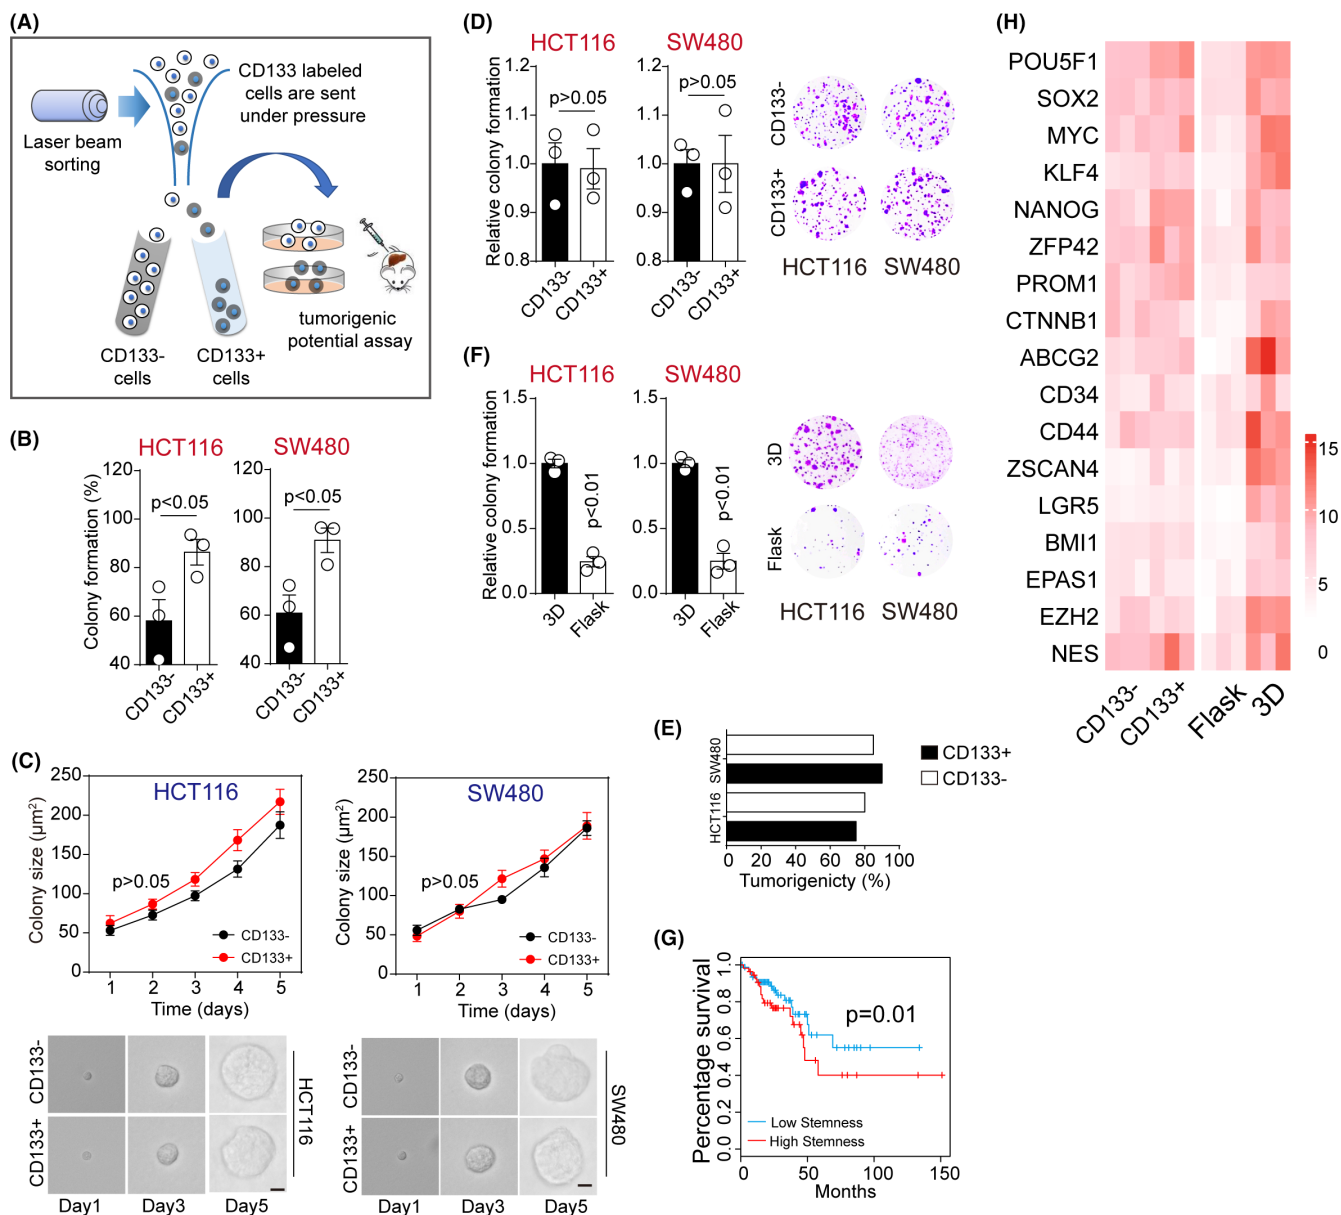 (A)
CD133 labeled
cells are sent
under pressure
Laser beam
sorting
tumorigenic
potential assay
CD133-
cells
CD133+
cells
(B)
HCT116
SW480
Colony formation (%)
120
100
80
60
40
p<0.05
CD133-
CD133+
120
100
80
60
40
p<0.05
CD133-
CD133+
(C)
HCT116
Colony size (µm²)
250
200
150
100
50
0
p>0.05
CD133-
CD133+
1 2 3 4 5
Time (days)
SW480
Colony size (µm²)
250
200
150
100
50
0
p>0.05
CD133-
CD133+
1 2 3 4 5
Time (days)
CD133-
CD133+
HCT116
Day1 Day3 Day5
CD133-
CD133+
SW480
Day1 Day3 Day5
(D)
HCT116
SW480
Relative colony formation
1.2
1.1
1.0
0.9
0.8
p>0.05
CD133-
CD133+
1.2
1.1
1.0
0.9
0.8
p>0.05
CD133-
CD133+
CD133-
CD133+
HCT116 SW480
(F)
HCT116
SW480
Relative colony formation
1.5
1.0
0.5
0.0
p<0.01
3D
Flask
1.5
1.0
0.5
0.0
p<0.01
3D
Flask
3D
Flask
HCT116 SW480
(E)
SW480
HCT116
CD133+
CD133-
0 20 40 60 80 100
Tumorigenicty (%)
(G)
Percentage survival
1.0
0.8
0.6
0.4
0.2
0.0
p=0.01
Low Stemness
High Stemness
0 50 100 150
Months
(H)
POU5F1
SOX2
MYC
KLF4
NANOG
ZFP42
PROM1
CTNNB1
ABCG2
CD34
CD44
ZSCAN4
LGR5
BMI1
EPAS1
EZH2
NES
CD133-
CD133+
Flask
3D
15
10
5
0